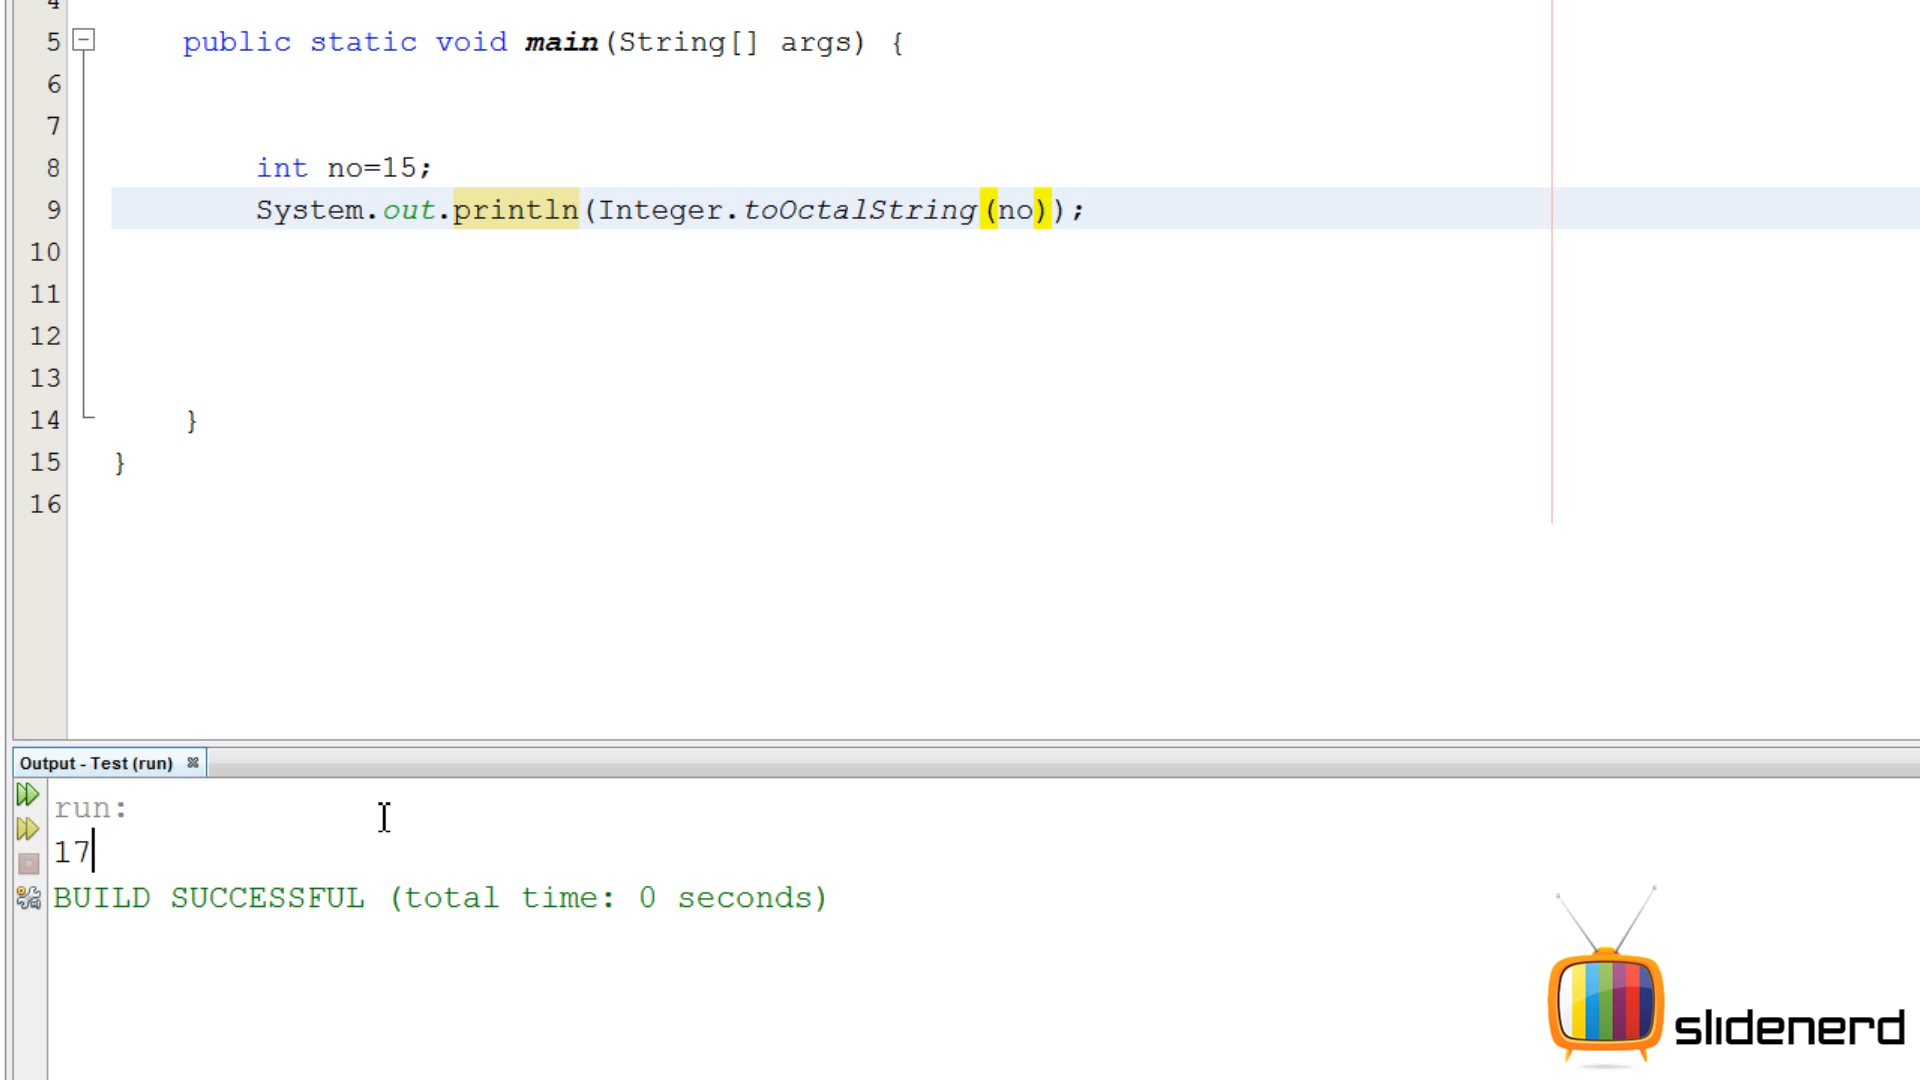 4
5 public static void main(String[] args) {
6
7
8 int no=15;
9 System.out.println(Integer.toOctalString(no));
10
11
12
13
14 }
15 }
16
Output - Test (run)
run:
17
BUILD SUCCESSFUL (total time: 0 seconds)
slidenerd